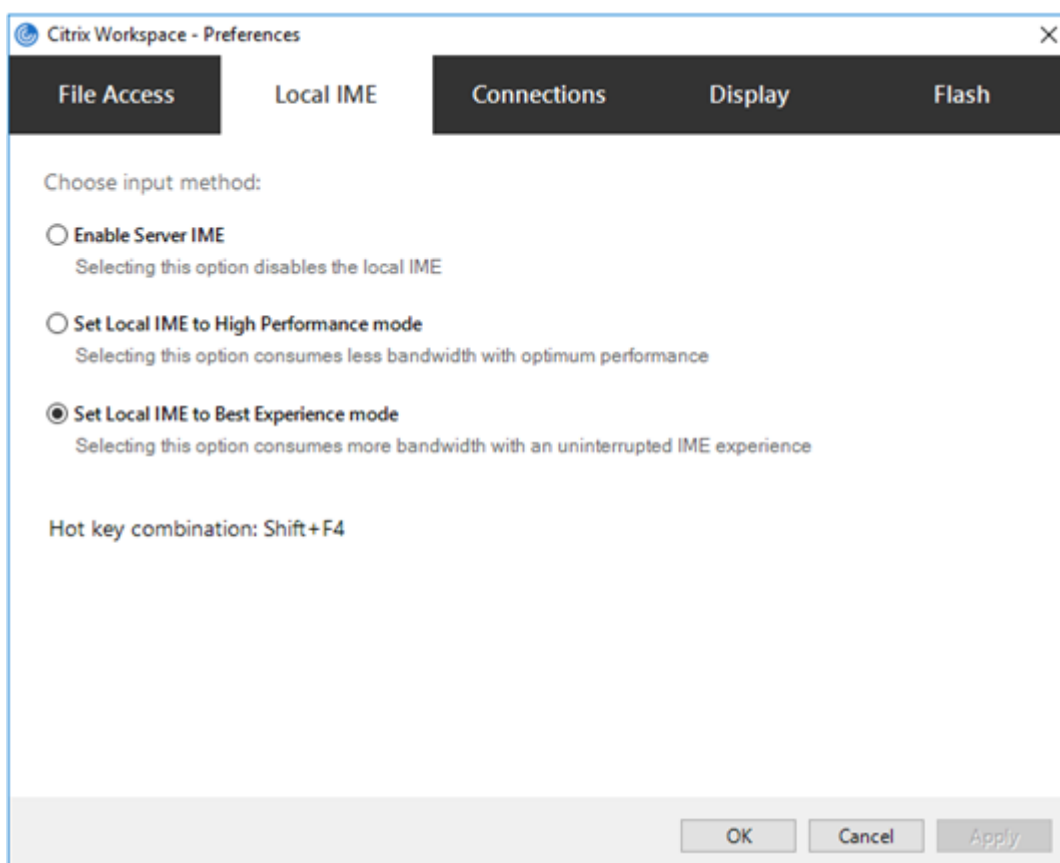 Citrix Workspace - Preferences
File Access Local IME Connections Display Flash
Choose input method:
Enable Server IME
Selecting this option disables the local IME
Set Local IME to High Performance mode
Selecting this option consumes less bandwidth with optimum performance
Set Local IME to Best Experience mode
Selecting this option consumes more bandwidth with an uninterrupted IME experience
Hot key combination: Shift+F4
OK Cancel Apply